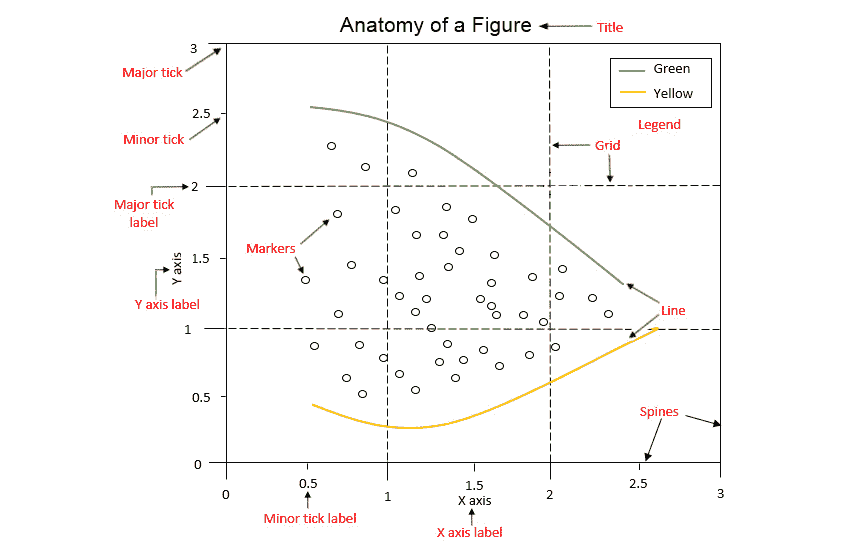 Anatomy of a Figure
Title
3
Major tick
Green
Yellow
2.5
Minor tick
Legend
Grid
2
Major tick
label
Markers
1.5
Y axis
Y axis label
Line
1
0.5
Spines
0
0
0.5
1
1.5
2
2.5
3
X axis
Minor tick label
X axis label